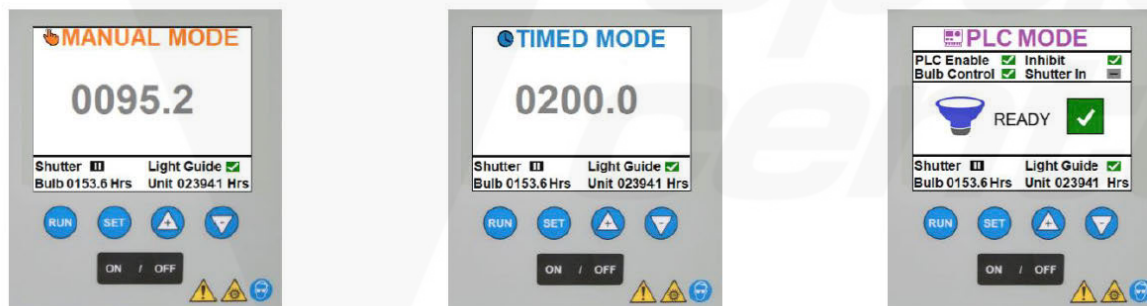 MANUAL MODE
0095.2
Shutter Light Guide
Bulb 0153.6 Hrs Unit 023941 Hrs
RUN SET + -
ON / OFF
TIMED MODE
0200.0
Shutter Light Guide
Bulb 0153.6 Hrs Unit 023941 Hrs
RUN SET + -
ON / OFF
PLC MODE
PLC Enable Inhibit
Bulb Control Shutter In
READY
Shutter Light Guide
Bulb 0153.6 Hrs Unit 023941 Hrs
RUN SET + -
ON / OFF